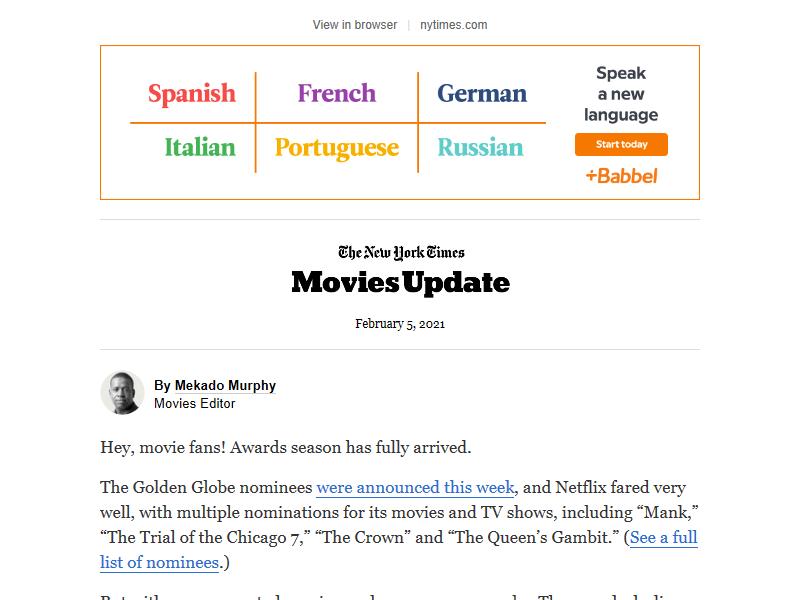 View in browser | nytimes.com
Spanish French German
Italian Portuguese Russian
Speak
a new
language
Start today
+Babbel
The New York Times
Movies Update
February 5, 2021
By Mekado Murphy
Movies Editor
Hey, movie fans! Awards season has fully arrived.
The Golden Globe nominees were announced this week, and Netflix fared very
well, with multiple nominations for its movies and TV shows, including “Mank,”
“The Trial of the Chicago 7,” “The Crown” and “The Queen’s Gambit.” (See a full
list of nominees.)